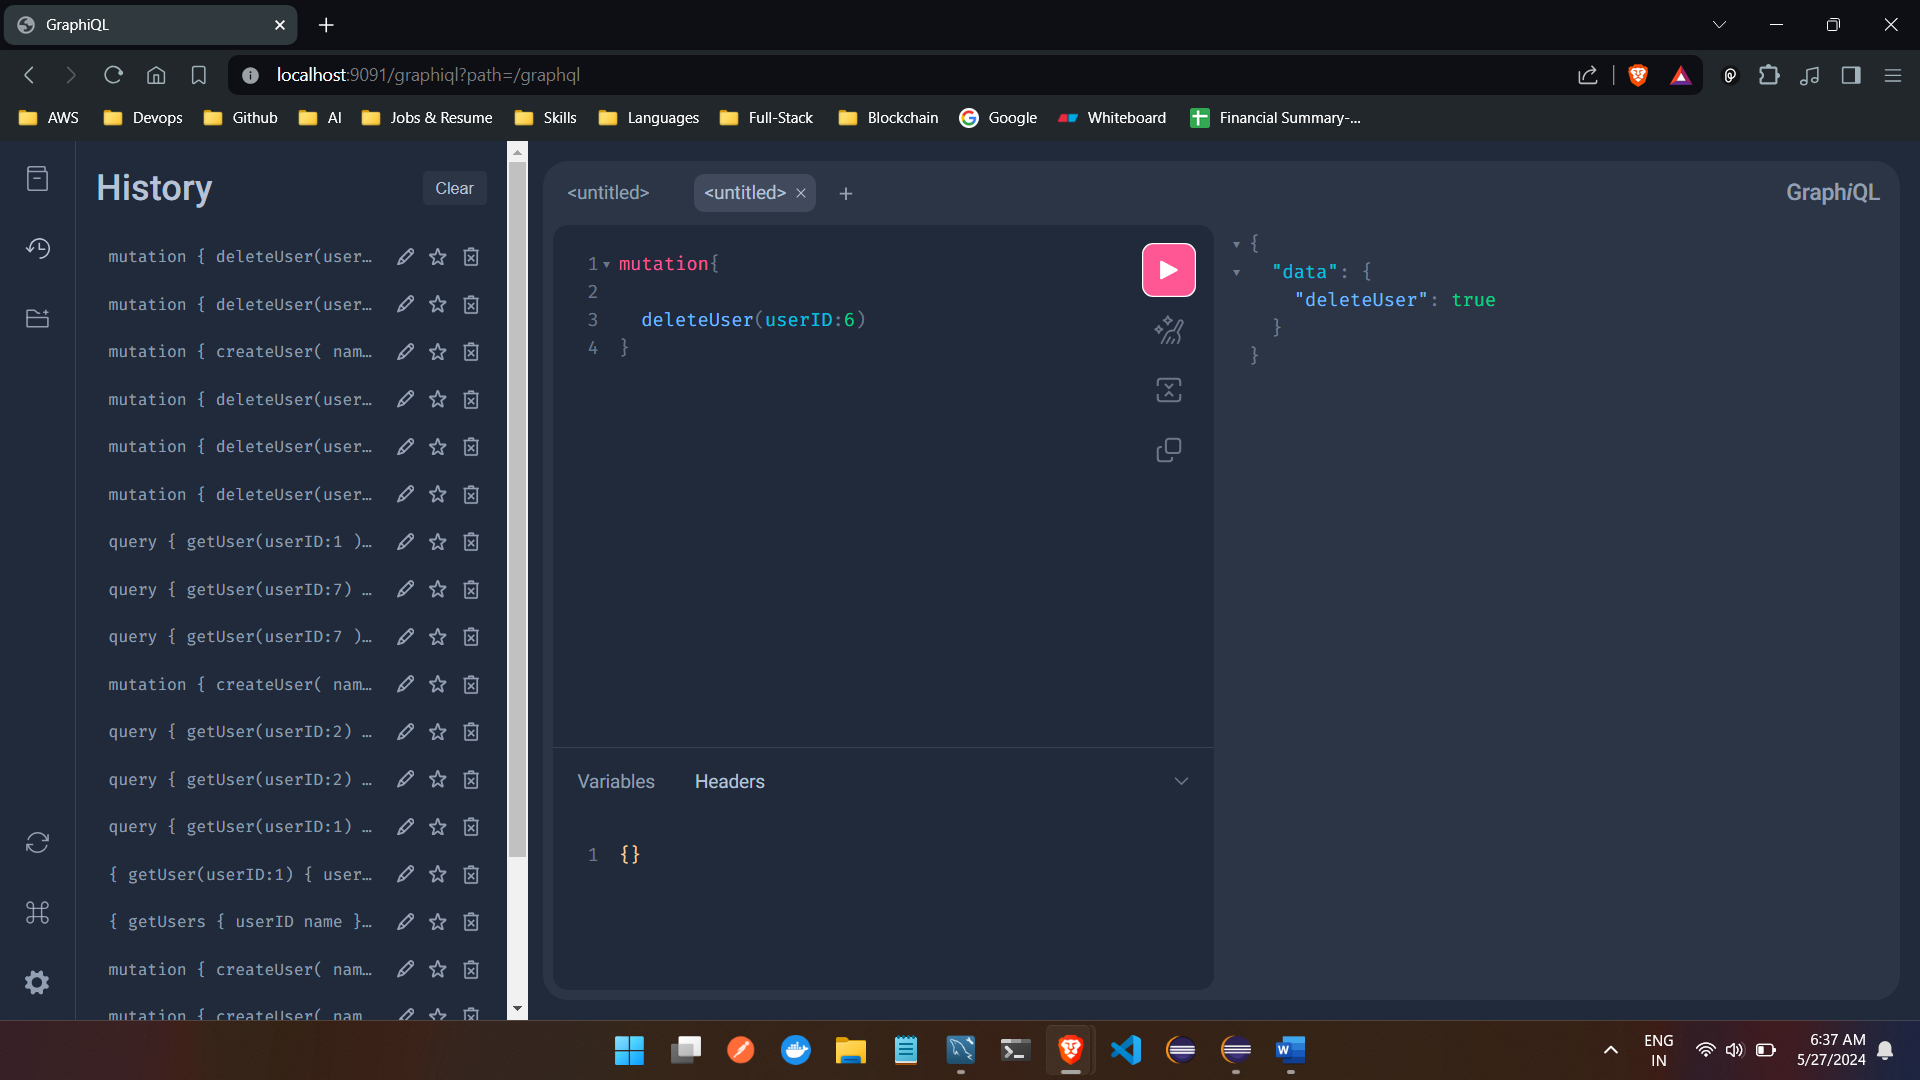 GraphiQL
localhost:9091/graphiql?path=/graphql
AWS Devops Github AI Jobs & Resume Skills Languages Full-Stack Blockchain Google Whiteboard Financial Summary-...
History Clear
mutation { deleteUser(user...
mutation { deleteUser(user...
mutation { createUser( nam...
mutation { deleteUser(user...
mutation { deleteUser(user...
mutation { deleteUser(user...
query { getUser(userID:1 )...
query { getUser(userID:7) ...
query { getUser(userID:7 )...
mutation { createUser( nam...
query { getUser(userID:2) ...
query { getUser(userID:2) ...
query { getUser(userID:1) ...
{ getUser(userID:1) { user...
{ getUsers { userID name }...
mutation { createUser( nam...
mutation { createUser( nam
<untitled> <untitled> × +
GraphiQL
1 mutation{
2
3 deleteUser(userID:6)
4 }
Variables Headers
1 {}
{
"data": {
"deleteUser": true
}
}
ENG
IN
6:37 AM
5/27/2024